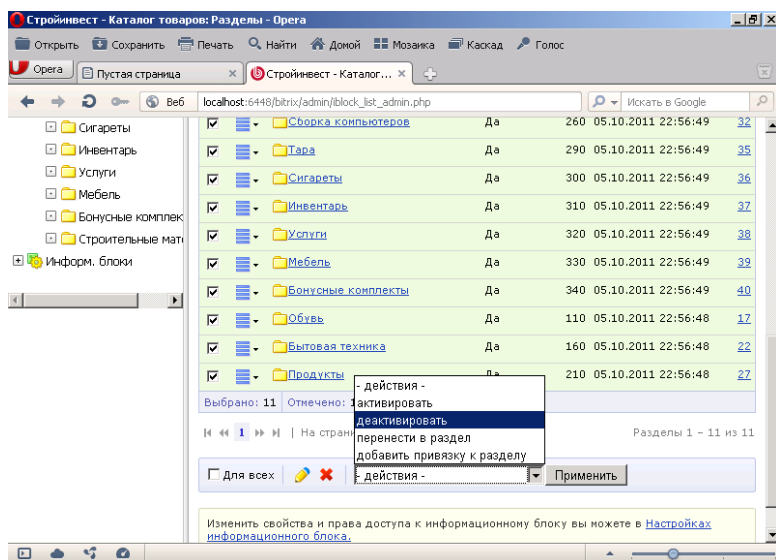 Стройинвест - Каталог товаров: Разделы - Opera
Открыть Сохранить Печать Найти Домой Мозаика Каскад Голос
Opera Пустая страница Стройинвест - Каталог...
Веб localhost:6448/bitrix/admin/iblock_list_admin.php Искать в Google
Сигареты
Инвентарь
Услуги
Мебель
Бонусные комплек
Строительные мат
Информ. блоки
Сборка компьютеров Да 260 05.10.2011 22:56:49 32
Тара Да 290 05.10.2011 22:56:49 35
Сигареты Да 300 05.10.2011 22:56:49 36
Инвентарь Да 310 05.10.2011 22:56:49 37
Услуги Да 320 05.10.2011 22:56:49 38
Мебель Да 330 05.10.2011 22:56:49 39
Бонусные комплекты Да 340 05.10.2011 22:56:49 40
Обувь Да 110 05.10.2011 22:56:48 17
Бытовая техника Да 160 05.10.2011 22:56:48 22
Продукты 210 05.10.2011 22:56:48 27
- действия -
активировать
деактивировать
перенести в раздел
добавить привязку к разделу
Выбрано: 11 Отмечено:
1 | На страни Разделы 1 – 11 из 11
Для всех - действия - Применить
Изменить свойства и права доступа к информационному блоку вы можете в Настройках
информационного блока.